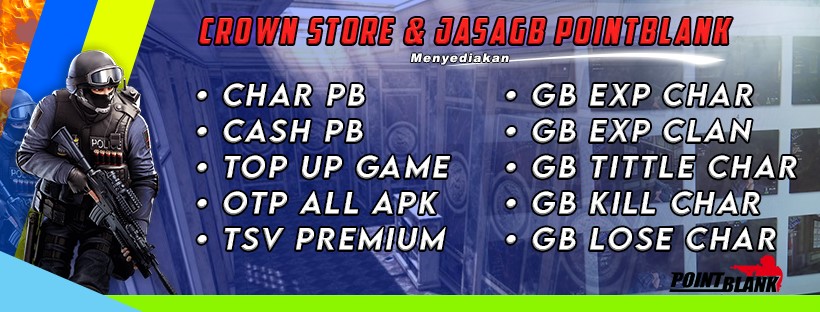 CROWN STORE & JASAGB POINTBLANK
Menyediakan
• CHAR PB
• CASH PB
• TOP UP GAME
• OTP ALL APK
• TSV PREMIUM
• GB EXP CHAR
• GB EXP CLAN
• GB TITTLE CHAR
• GB KILL CHAR
• GB LOSE CHAR
POLICE
POINT BLANK